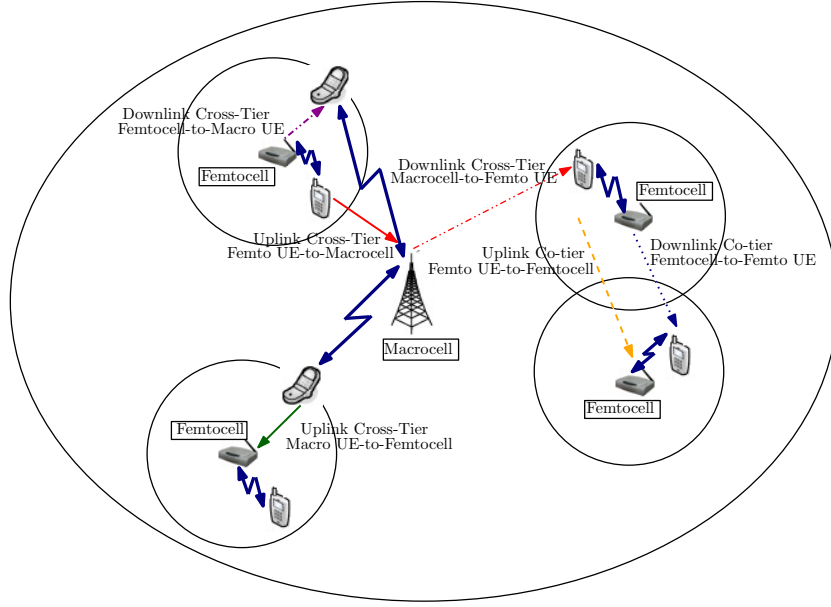 Downlink Cross-Tier
Femtocell-to-Macro UE
Femtocell
Uplink Cross-Tier
Femto UE-to-Macrocell
Downlink Cross-Tier
Macrocell-to-Femto UE
Femtocell
Uplink Co-tier
Femto UE-to-Femtocell
Downlink Co-tier
Femtocell-to-Femto UE
Macrocell
Femtocell
Femtocell
Uplink Cross-Tier
Macro UE-to-Femtocell